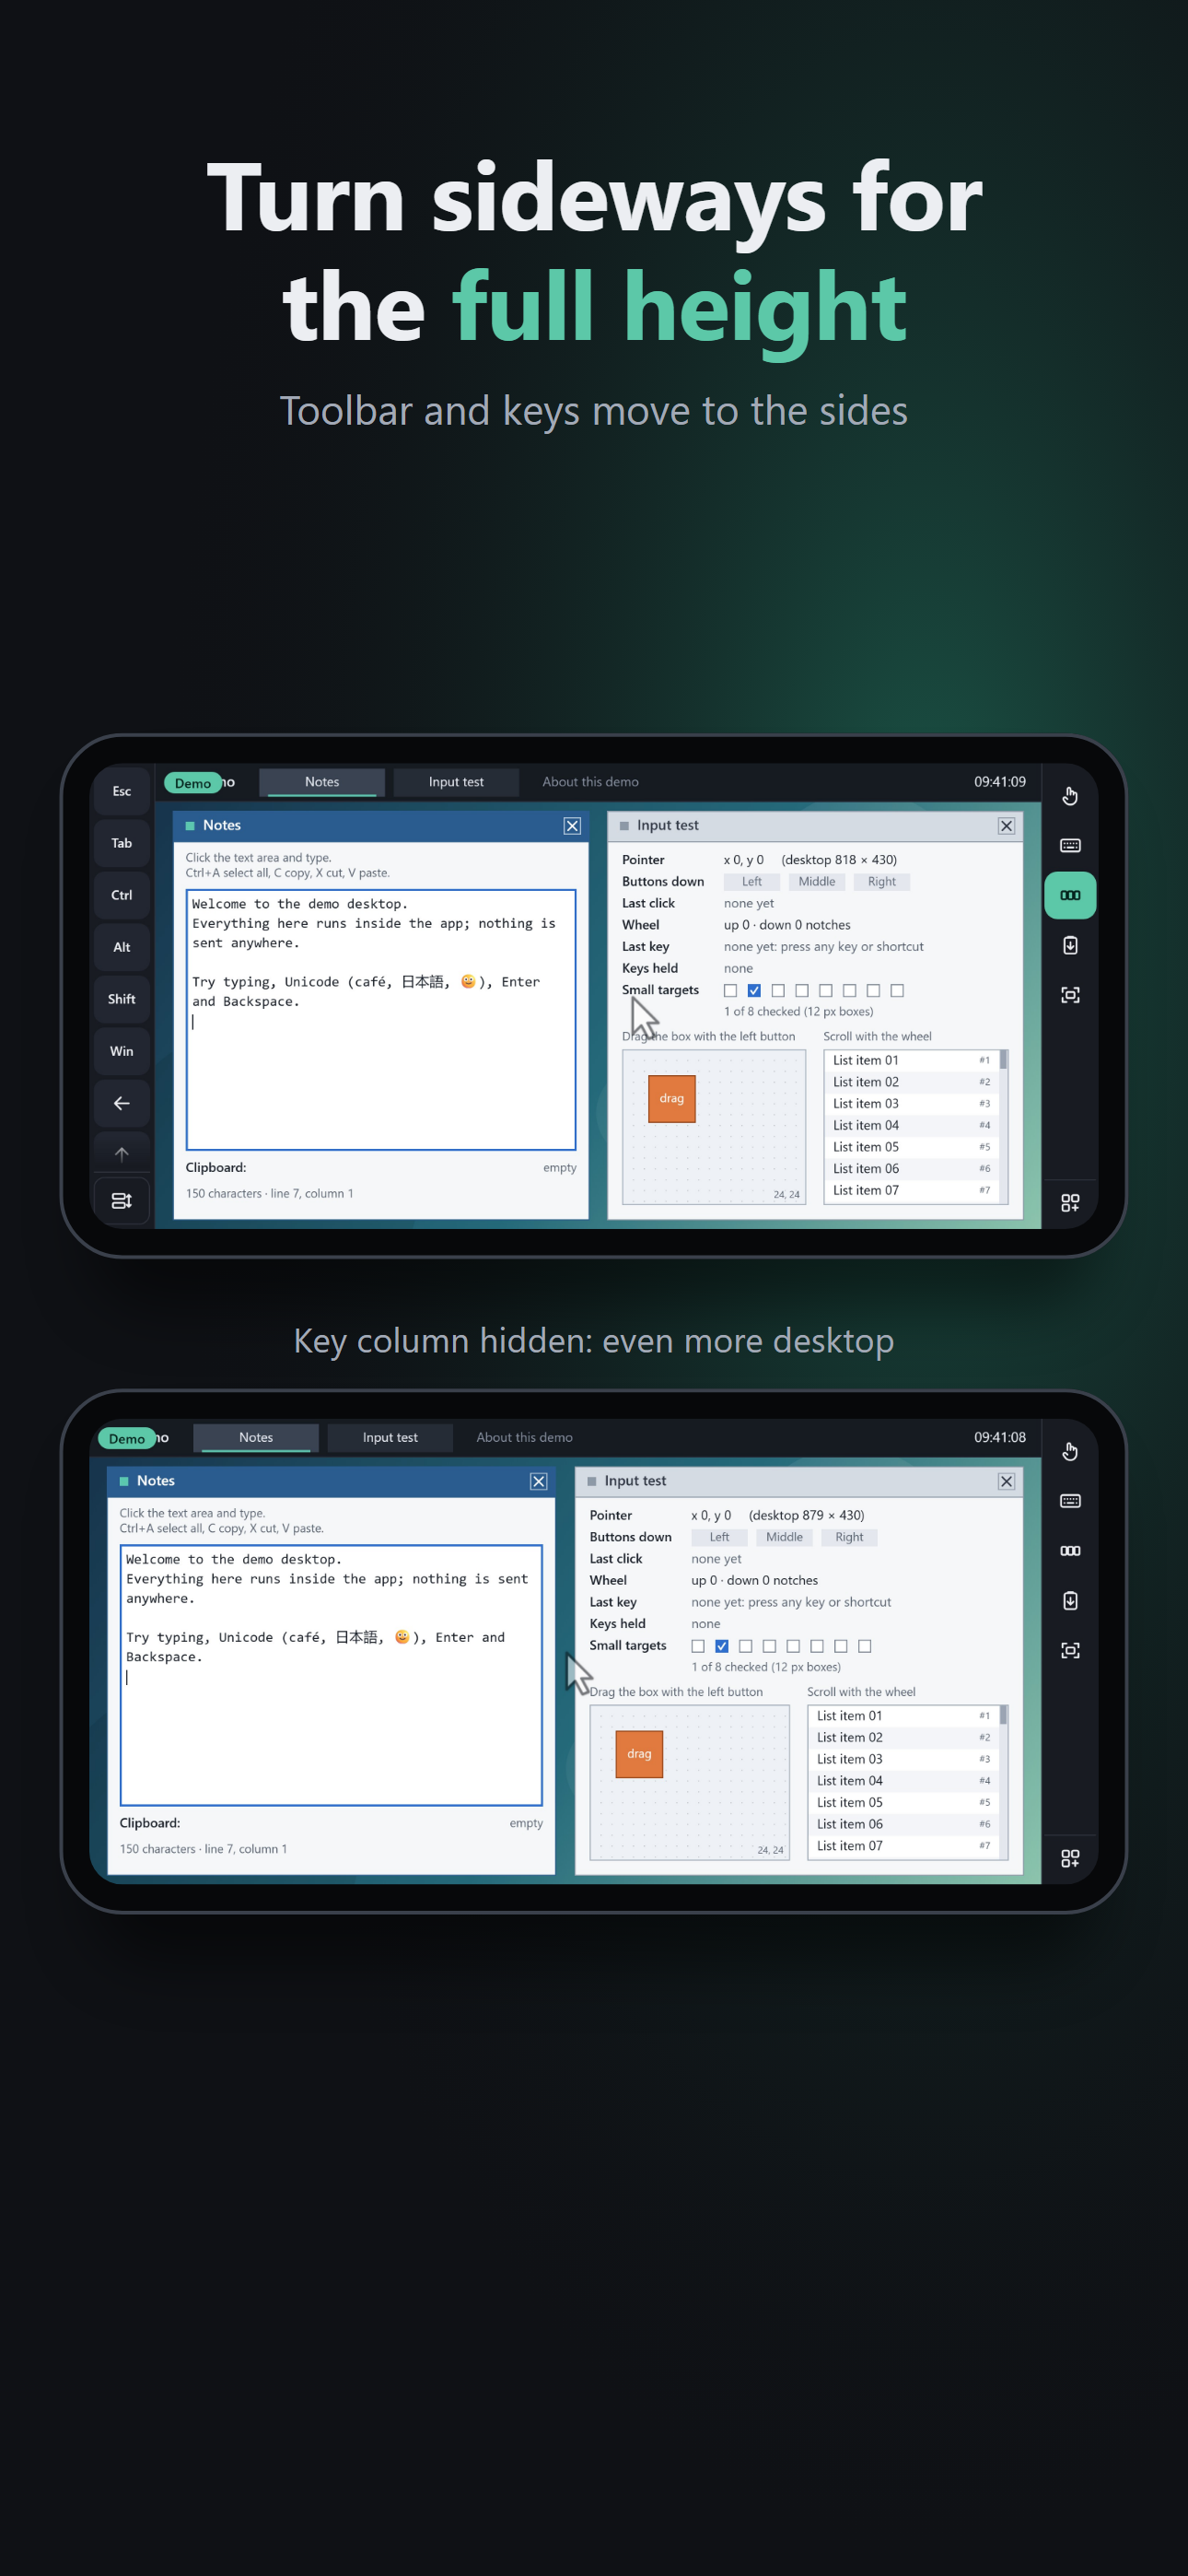 Turn sideways for
the full height
Toolbar and keys move to the sides
Esc
Tab
Ctrl
Alt
Shift
Win
Demo
Notes
Input test
About this demo
09:41:09
Notes
Click the text area and type.
Ctrl+A select all, C copy, X cut, V paste.
Welcome to the demo desktop.
Everything here runs inside the app; nothing is
sent anywhere.
Try typing, Unicode (café, 日本語, 😀), Enter
and Backspace.
Clipboard: empty
150 characters · line 7, column 1
Input test
Pointer x 0, y 0 (desktop 818 × 430)
Buttons down Left Middle Right
Last click none yet
Wheel up 0 · down 0 notches
Last key none yet: press any key or shortcut
Keys held none
Small targets
1 of 8 checked (12 px boxes)
Drag the box with the left button
drag
24, 24
Scroll with the wheel
List item 01 #1
List item 02 #2
List item 03 #3
List item 04 #4
List item 05 #5
List item 06 #6
List item 07 #7
Key column hidden: even more desktop
Demo
Notes
Input test
About this demo
09:41:08
Notes
Click the text area and type.
Ctrl+A select all, C copy, X cut, V paste.
Welcome to the demo desktop.
Everything here runs inside the app; nothing is sent
anywhere.
Try typing, Unicode (café, 日本語, 😀), Enter and
Backspace.
Clipboard: empty
150 characters · line 7, column 1
Input test
Pointer x 0, y 0 (desktop 879 × 430)
Buttons down Left Middle Right
Last click none yet
Wheel up 0 · down 0 notches
Last key none yet: press any key or shortcut
Keys held none
Small targets
1 of 8 checked (12 px boxes)
Drag the box with the left button
drag
24, 24
Scroll with the wheel
List item 01 #1
List item 02 #2
List item 03 #3
List item 04 #4
List item 05 #5
List item 06 #6
List item 07 #7